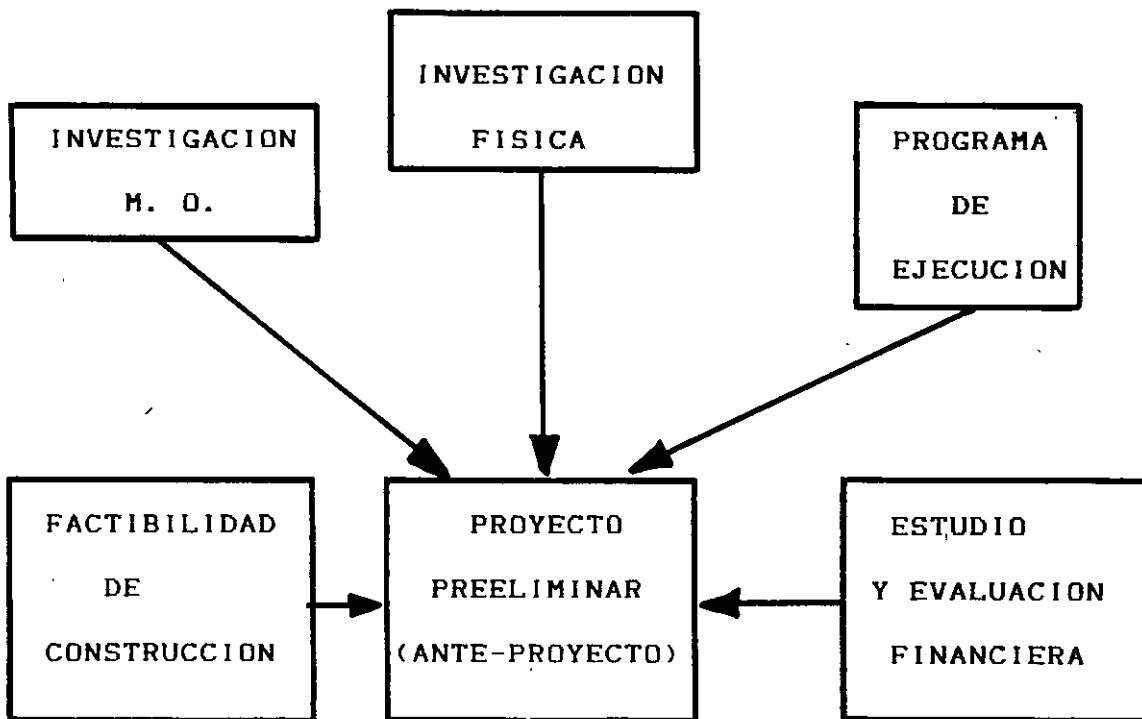 INVESTIGACION
FISICA
INVESTIGACION
M. O.
PROGRAMA
DE
EJECUCION
FACTIBILIDAD
DE
CONSTRUCCION
PROYECTO
PREELIMINAR
(ANTE-PROYECTO)
ESTUDIO
Y EVALUACION
FINANCIERA